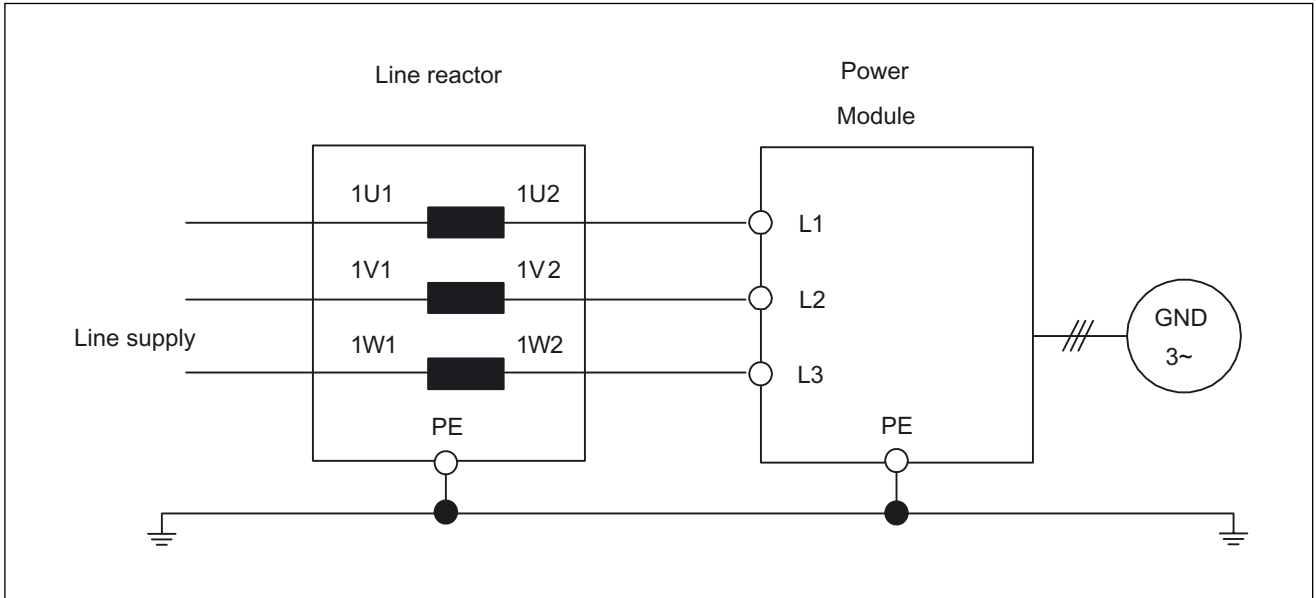 Line reactor
Power
Module
1U1
1U2
L1
1V1
1V2
L2
GND
Line supply
1W1
1W2
3~
L3
PE
PE